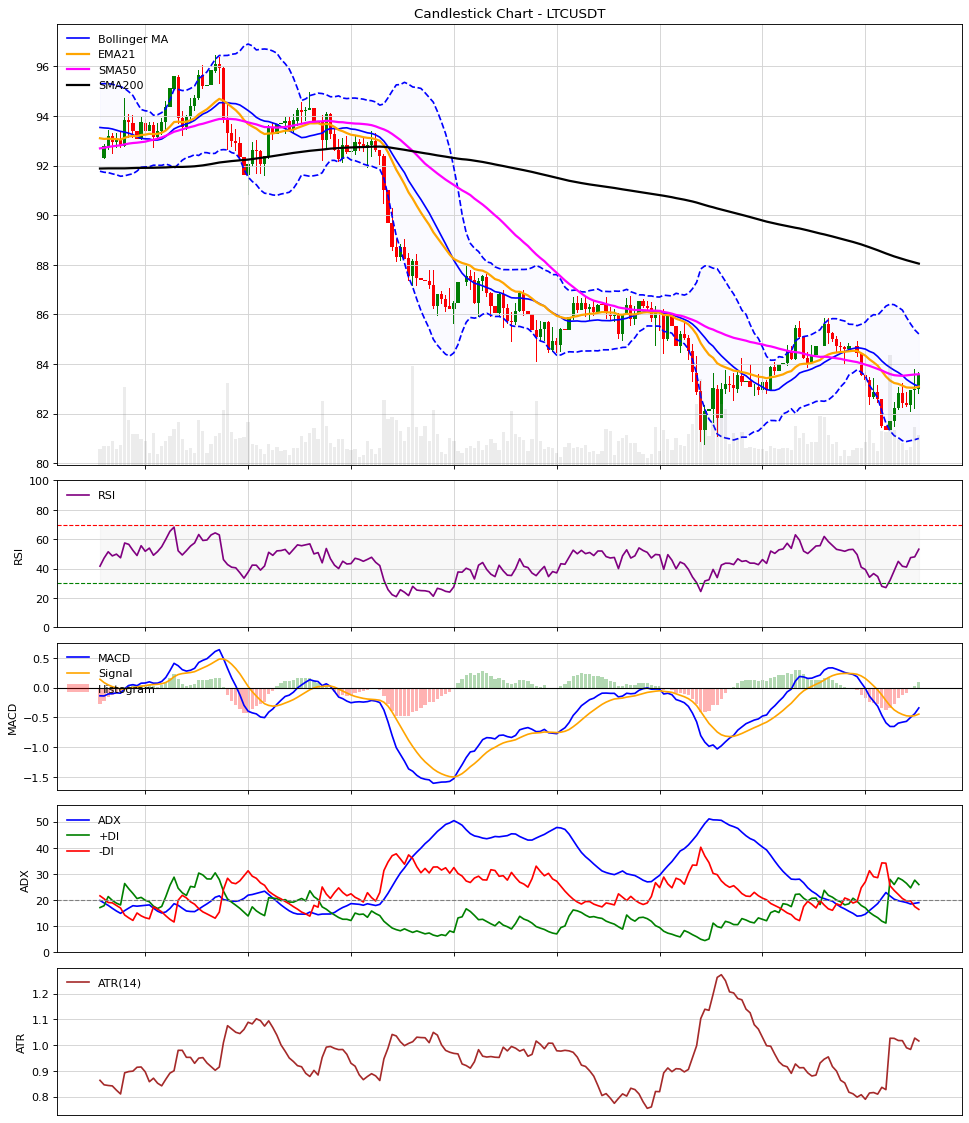 Candlestick Chart - LTCUSDT
Bollinger MA
EMA21
SMA50
SMA200
96
94
92
90
88
86
84
82
80
RSI
RSI
100
80
60
40
20
0
MACD
Signal
Histogram
MACD
0.5
0.0
−0.5
−1.0
−1.5
ADX
+DI
-DI
ADX
50
40
30
20
10
0
ATR(14)
ATR
1.2
1.1
1.0
0.9
0.8